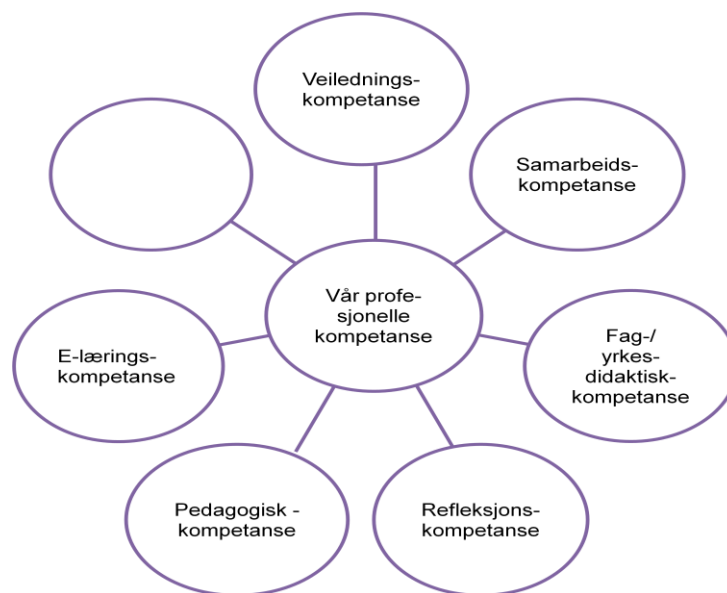 Veilednings-
kompetanse
Samarbeids-
kompetanse
Vår profe-
sjonelle
kompetanse
E-lærings-
kompetanse
Fag-/
yrkes-
didaktisk-
kompetanse
Pedagogisk -
kompetanse
Refleksjons-
kompetanse